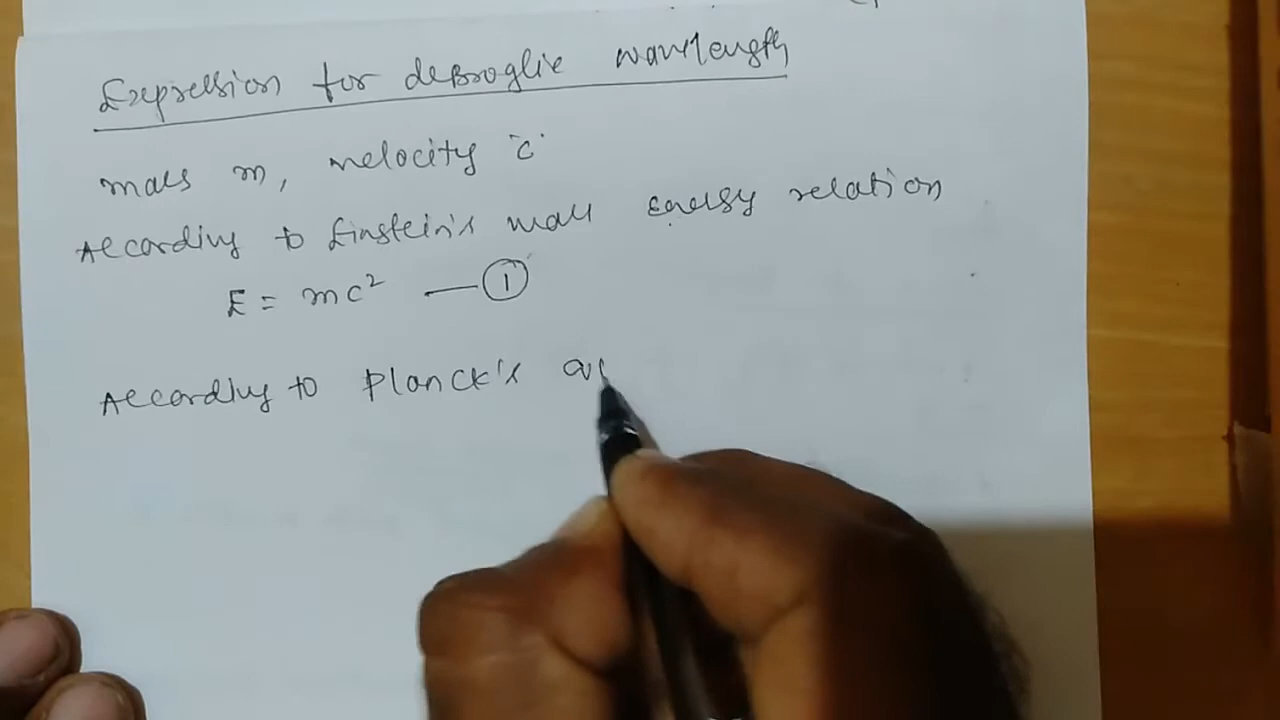 Expression for deBroglie wavelength
mass m, velocity "c"
According to Einstein's mass energy relation
E = mc² — ①
According to Planck's